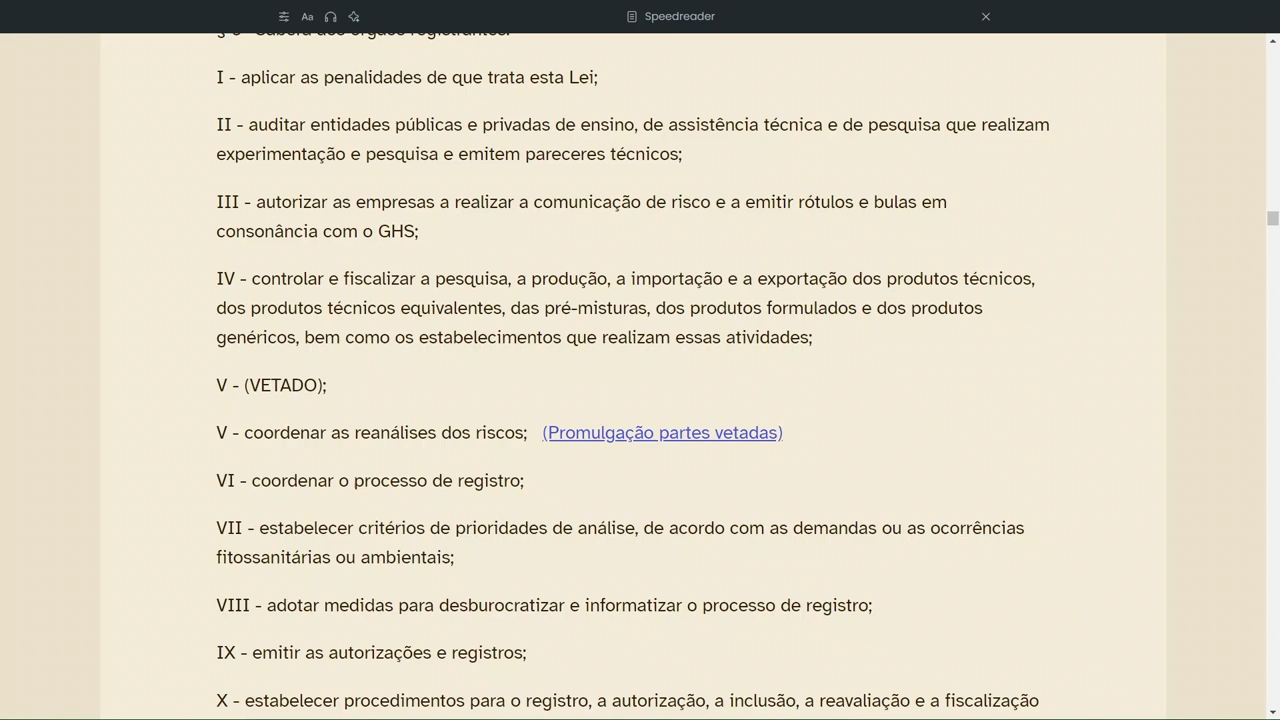 Aa
Speedreader
I - aplicar as penalidades de que trata esta Lei;
II - auditar entidades públicas e privadas de ensino, de assistência técnica e de pesquisa que realizam
experimentação e pesquisa e emitem pareceres técnicos;
III - autorizar as empresas a realizar a comunicação de risco e a emitir rótulos e bulas em
consonância com o GHS;
IV - controlar e fiscalizar a pesquisa, a produção, a importação e a exportação dos produtos técnicos,
dos produtos técnicos equivalentes, das pré-misturas, dos produtos formulados e dos produtos
genéricos, bem como os estabelecimentos que realizam essas atividades;
V - (VETADO);
V - coordenar as reanálises dos riscos; (Promulgação partes vetadas)
VI - coordenar o processo de registro;
VII - estabelecer critérios de prioridades de análise, de acordo com as demandas ou as ocorrências
fitossanitárias ou ambientais;
VIII - adotar medidas para desburocratizar e informatizar o processo de registro;
IX - emitir as autorizações e registros;
X - estabelecer procedimentos para o registro, a autorização, a inclusão, a reavaliação e a fiscalização